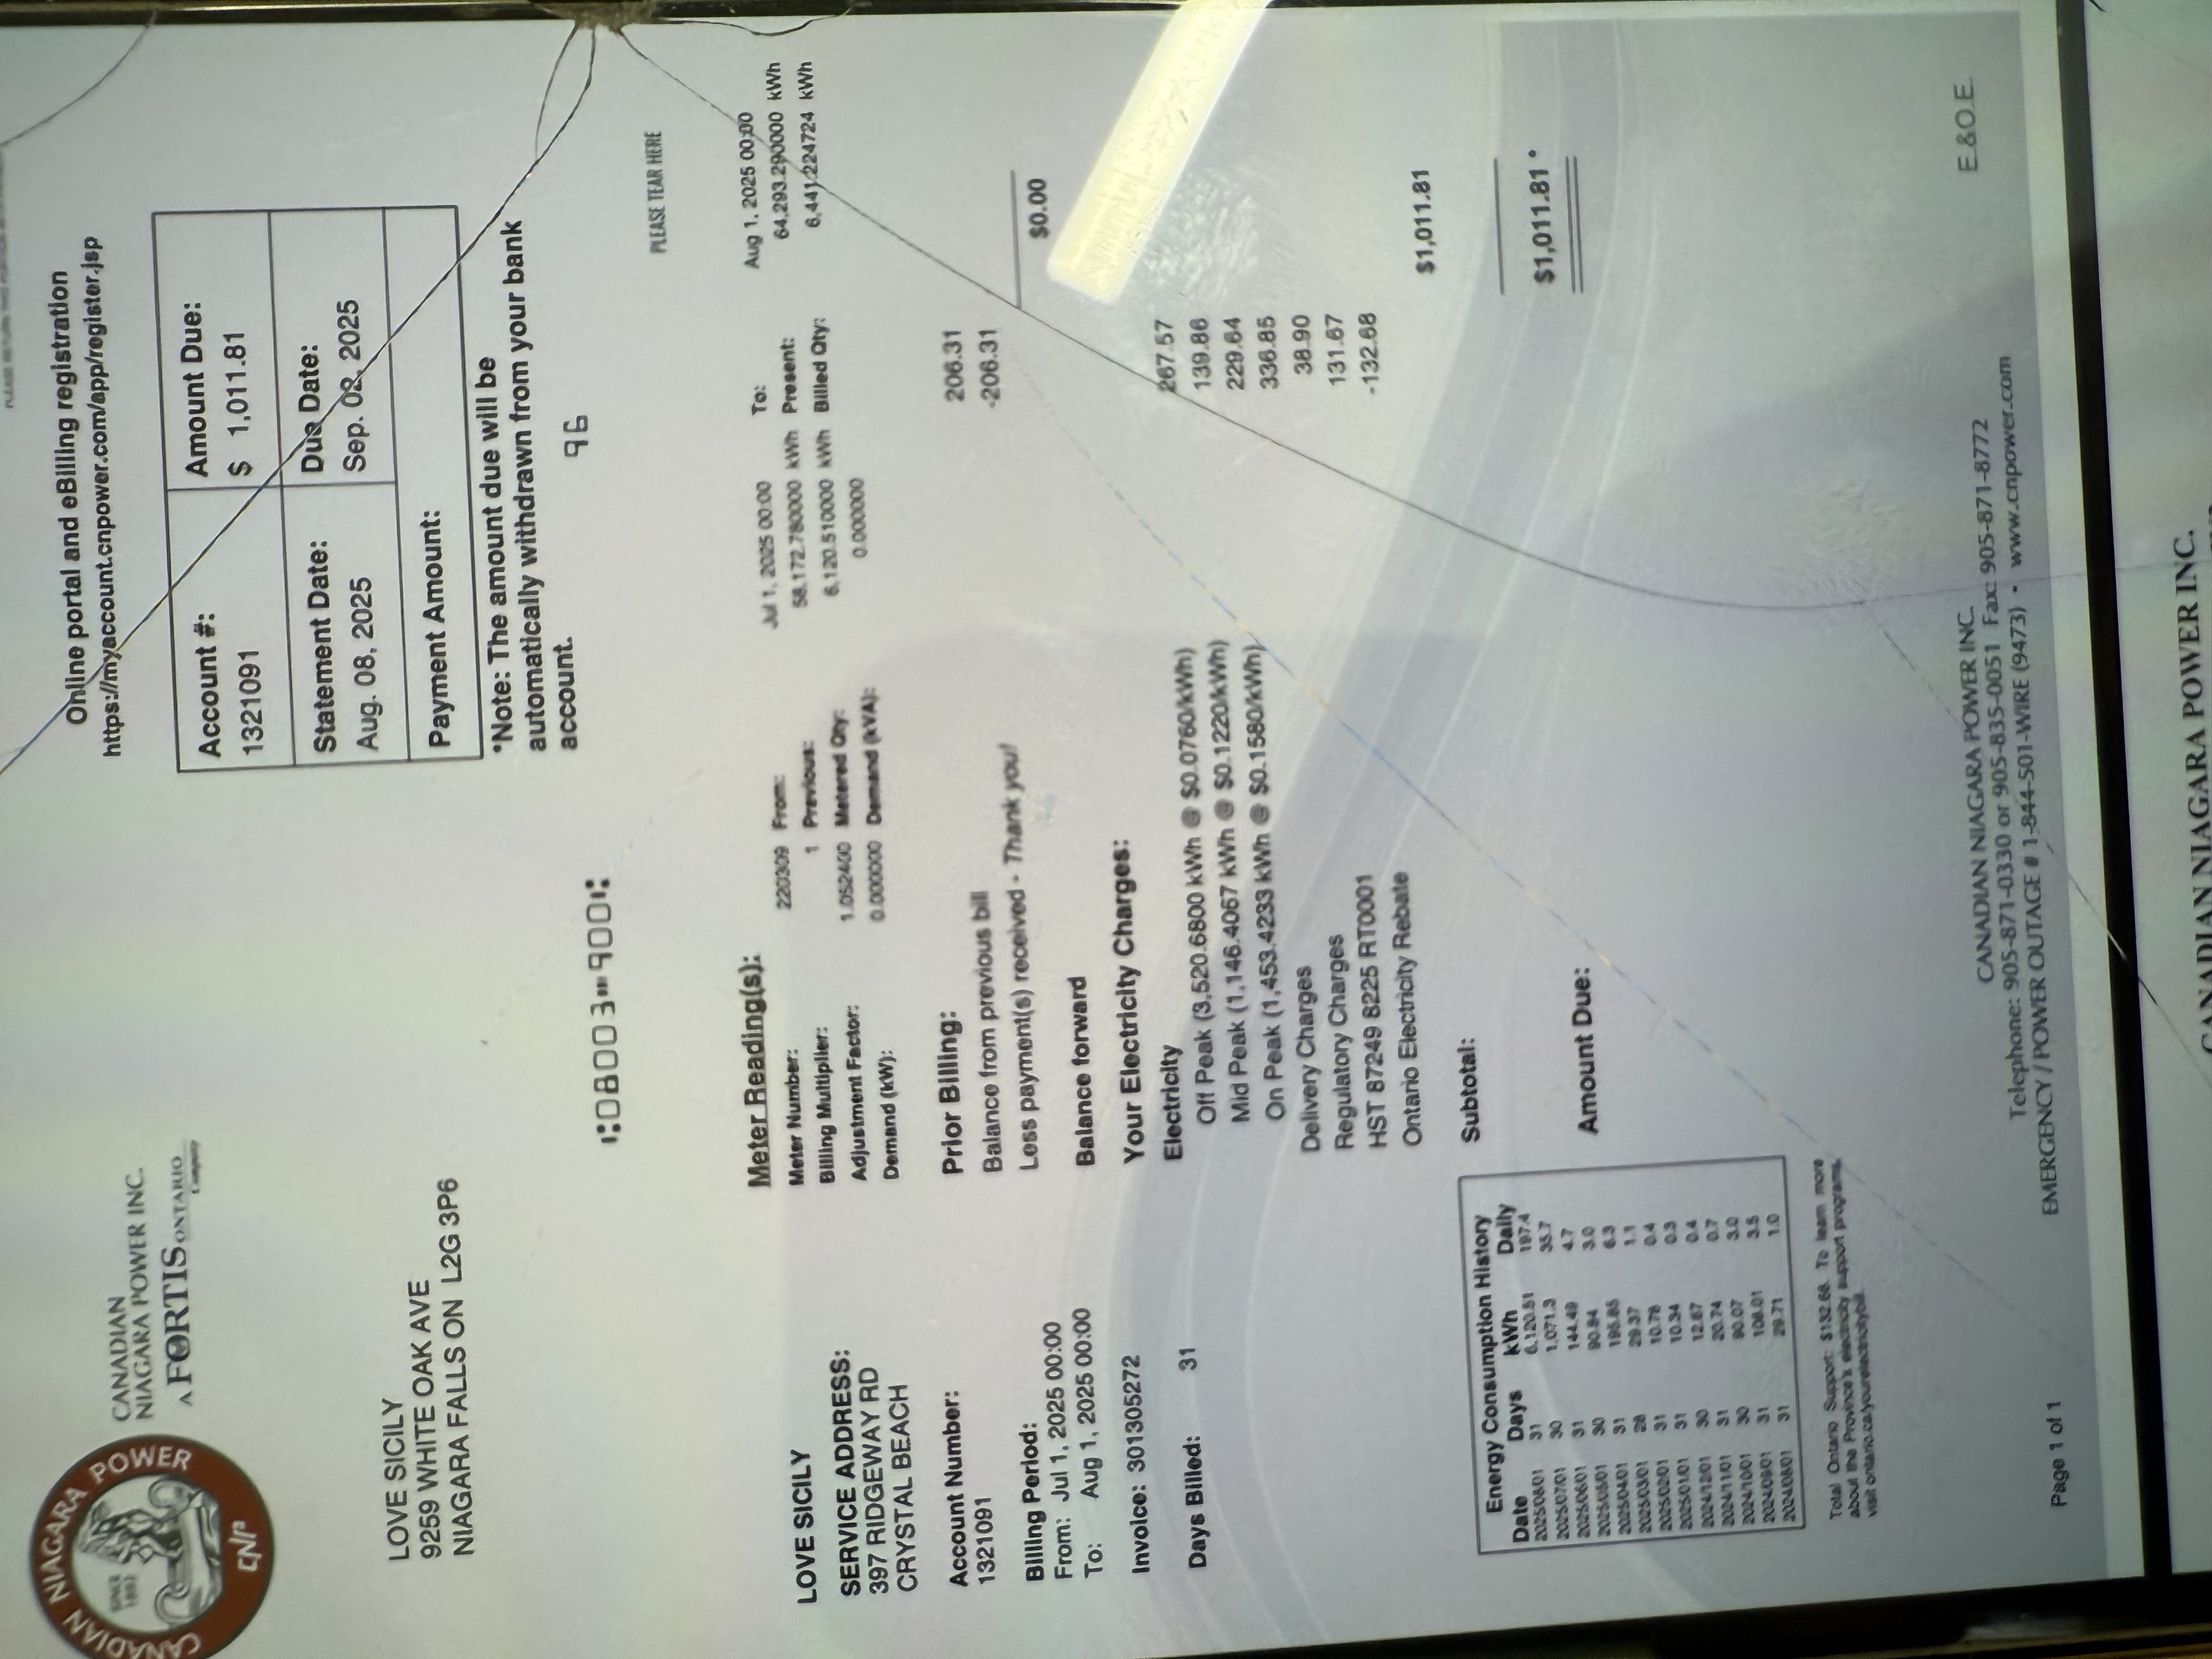 Online portal and eBilling registration
https://myaccount.cnpower.com/app/register.jsp
CANADIAN NIAGARA POWER
SINCE 1892
CNP
CANADIAN
NIAGARA POWER INC.
A FORTIS ONTARIO
Company
Account #:
1321091
Amount Due:
$ 1,011.81
Statement Date:
Aug. 08, 2025
Due Date:
Sep. 02, 2025
Payment Amount:
LOVE SICILY
9259 WHITE OAK AVE
NIAGARA FALLS ON L2G 3P6
*Note: The amount due will be
automatically withdrawn from your bank
account.
96
⑆08003⑉900⑆
PLEASE TEAR HERE
LOVE SICILY
SERVICE ADDRESS:
397 RIDGEWAY RD
CRYSTAL BEACH
Account Number:
1321091
Billing Period:
From: Jul 1, 2025 00:00
To: Aug 1, 2025 00:00
Invoice: 301305272
Days Billed: 31
Meter Reading(s):
Meter Number: 220309 From: Jul 1, 2025 00:00 To: Aug 1, 2025 00:00
Billing Multiplier: 1 Previous: 58,172.780000 kWh Present: 64,293.290000 kWh
Adjustment Factor: 1.052400 Metered Qty: 6,120.510000 kWh Billed Qty: 6,441.224724 kWh
Demand (kW): 0.000000 Demand (kVA): 0.000000
Prior Billing:
Balance from previous bill 206.31
Less payment(s) received - Thank you! -206.31
Balance forward $0.00
Your Electricity Charges:
Electricity
Off Peak (3,520.6800 kWh @ $0.0760/kWh) 267.57
Mid Peak (1,146.4067 kWh @ $0.1220/kWh) 139.86
On Peak (1,453.4233 kWh @ $0.1580/kWh) 229.64
Delivery Charges 336.85
Regulatory Charges 38.90
HST 87249 8225 RT0001 131.67
Ontario Electricity Rebate -132.68
Subtotal: $1,011.81
Amount Due: $1,011.81 *
Energy Consumption History
Date Days kWh Daily
2025/08/01 31 6,120.51 197.4
2025/07/01 30 1,071.3 35.7
2025/06/01 31 144.49 4.7
2025/05/01 30 90.84 3.0
2025/04/01 31 195.85 6.3
2025/03/01 28 29.37 1.1
2025/02/01 31 10.78 0.4
2025/01/01 31 10.34 0.3
2024/12/01 30 12.67 0.4
2024/11/01 31 20.74 0.7
2024/10/01 30 90.07 3.0
2024/09/01 31 108.01 3.5
2024/08/01 31 29.71 1.0
Total Ontario Support: $132.68. To learn more
about the Province's electricity support programs,
visit ontario.ca/yourelectricitybill.
CANADIAN NIAGARA POWER INC.
Telephone: 905-871-0330 or 905-835-0051 Fax: 905-871-8772
EMERGENCY / POWER OUTAGE # 1-844-501-WIRE (9473) • www.cnpower.com
E.&O.E.
Page 1 of 1
CANADIAN NIAGARA POWER INC.